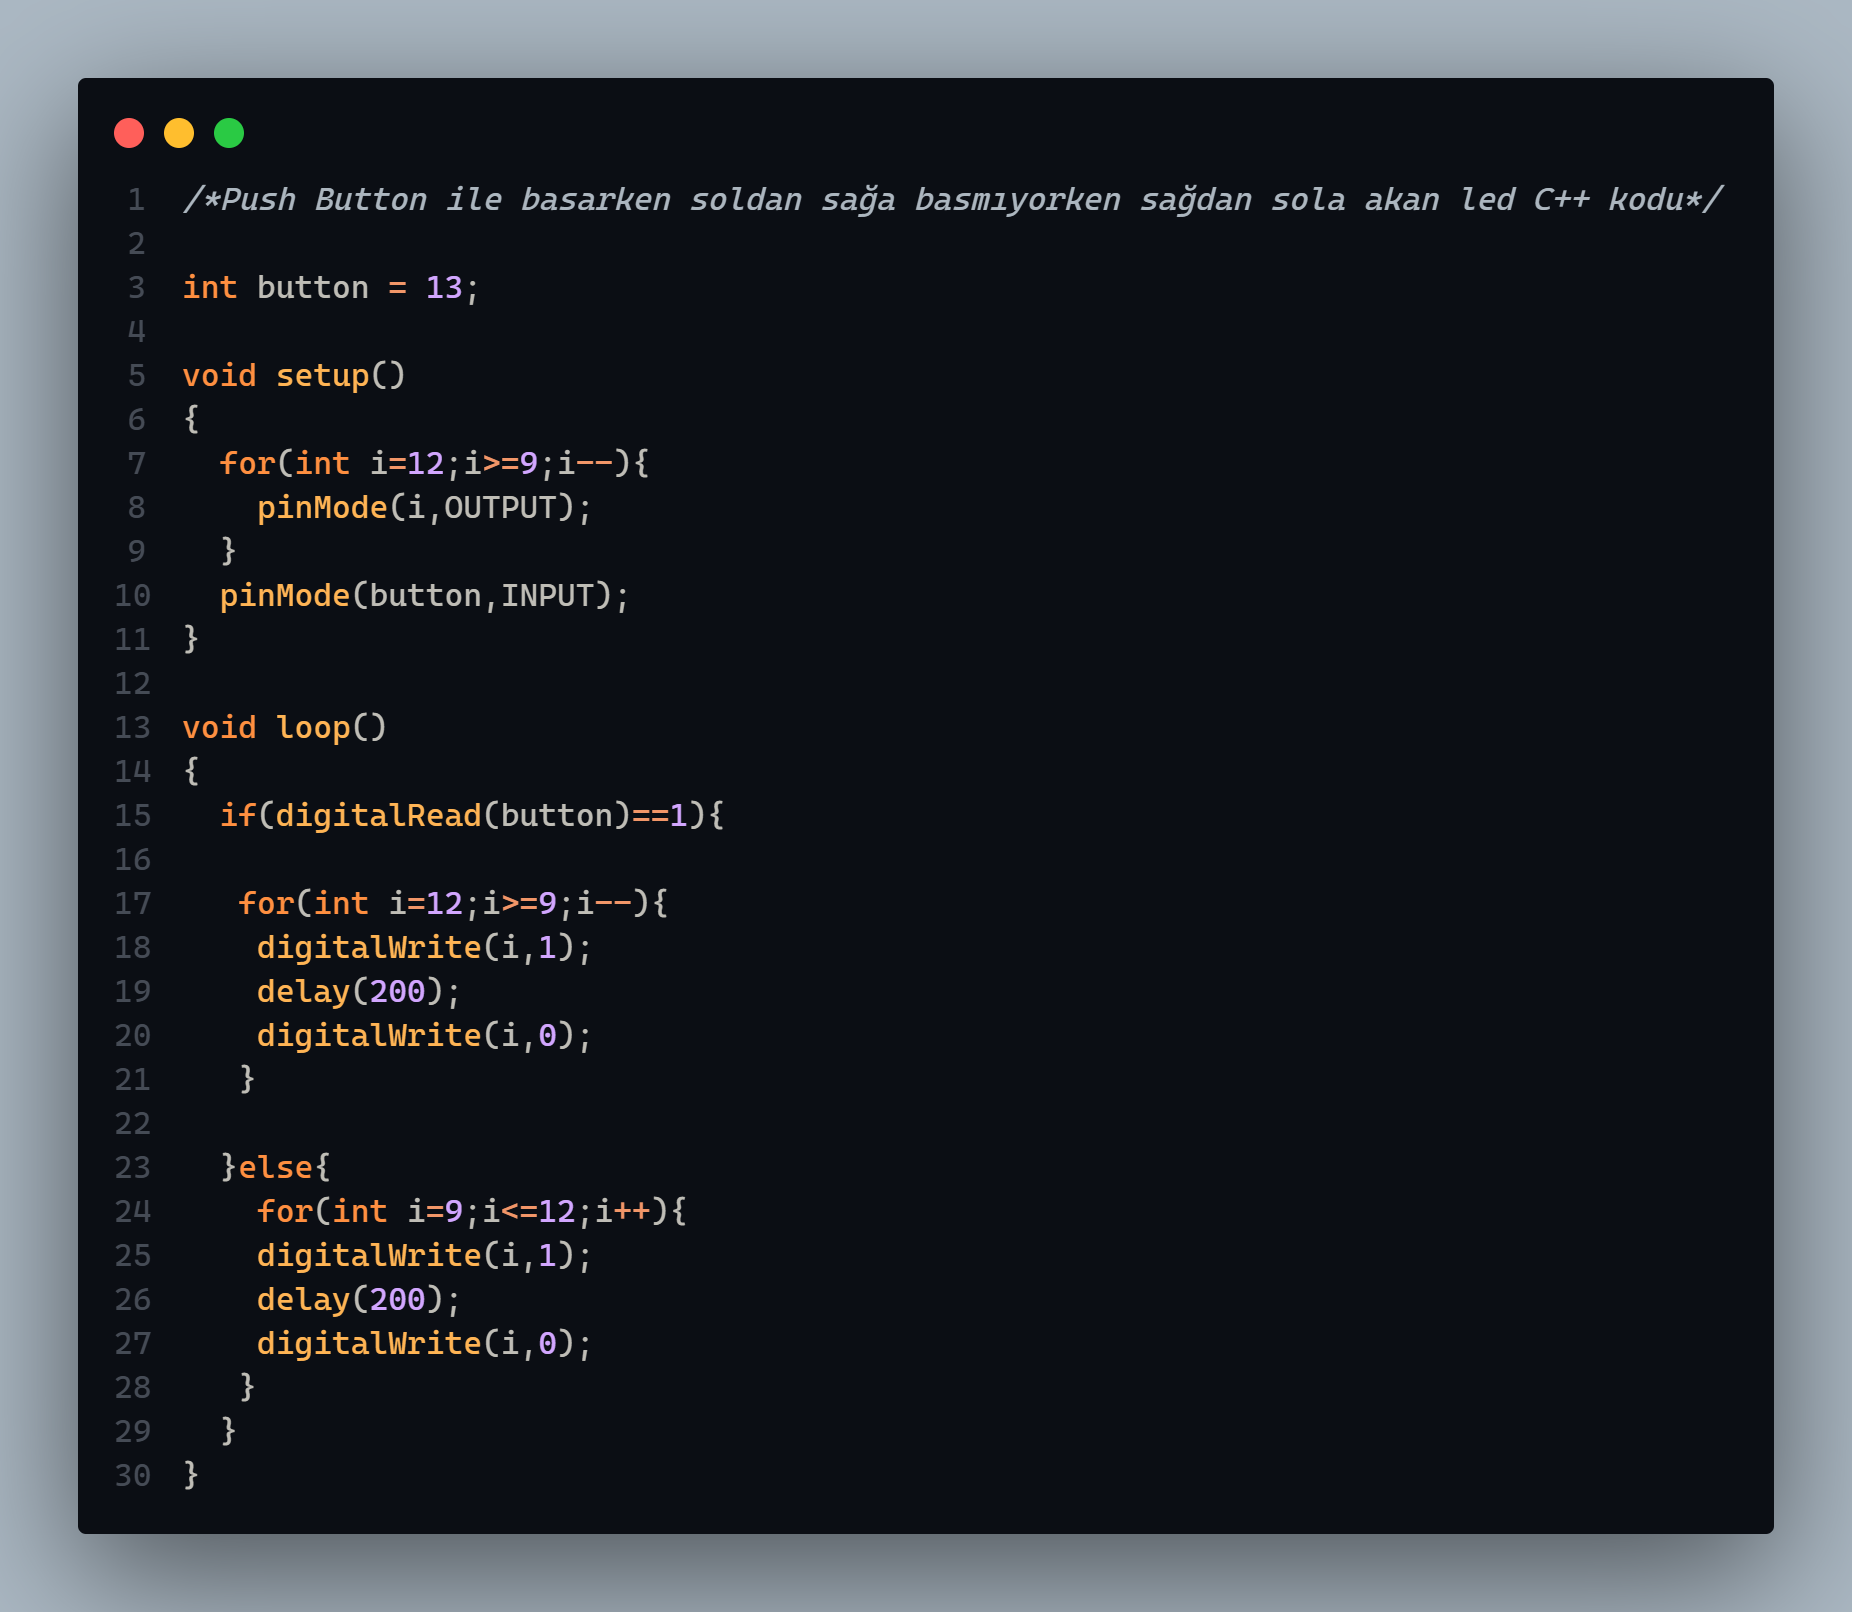 1 /*Push Button ile basarken soldan sağa basmıyorken sağdan sola akan led C++ kodu*/
2
3 int button = 13;
4
5 void setup()
6 {
7   for(int i=12;i>=9;i--){
8     pinMode(i,OUTPUT);
9   }
10   pinMode(button,INPUT);
11 }
12
13 void loop()
14 {
15   if(digitalRead(button)==1){
16
17    for(int i=12;i>=9;i--){
18     digitalWrite(i,1);
19     delay(200);
20     digitalWrite(i,0);
21    }
22
23   }else{
24     for(int i=9;i<=12;i++){
25     digitalWrite(i,1);
26     delay(200);
27     digitalWrite(i,0);
28    }
29   }
30 }